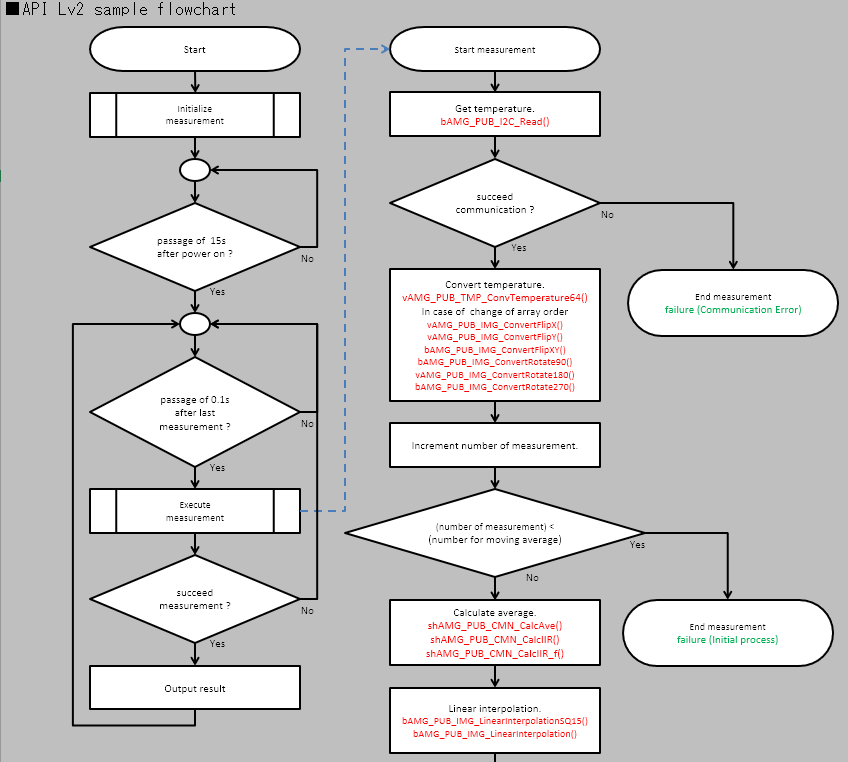 ■API Lv2 sample flowchart
Start
Initialize
measurement
passage of 15s
after power on ?
No
Yes
passage of 0.1s
after last
measurement ?
No
Yes
Execute
measurement
succeed
measurement ?
No
Yes
Output result
Start measurement
Get temperature.
bAMG_PUB_I2C_Read()
succeed
communication ?
No
Yes
End measurement
failure (Communication Error)
Convert temperature.
vAMG_PUB_TMP_ConvTemperature64()
In case of change of array order
vAMG_PUB_IMG_ConvertFlipX()
vAMG_PUB_IMG_ConvertFlipY()
bAMG_PUB_IMG_ConvertFlipXY()
bAMG_PUB_IMG_ConvertRotate90()
vAMG_PUB_IMG_ConvertRotate180()
bAMG_PUB_IMG_ConvertRotate270()
Increment number of measurement.
(number of measurement) <
(number for moving average)
Yes
No
End measurement
failure (Initial process)
Calculate average.
shAMG_PUB_CMN_CalcAve()
shAMG_PUB_CMN_CalcIIR()
shAMG_PUB_CMN_CalcIIR_f()
Linear interpolation.
bAMG_PUB_IMG_LinearInterpolationSQ15()
bAMG_PUB_IMG_LinearInterpolation()